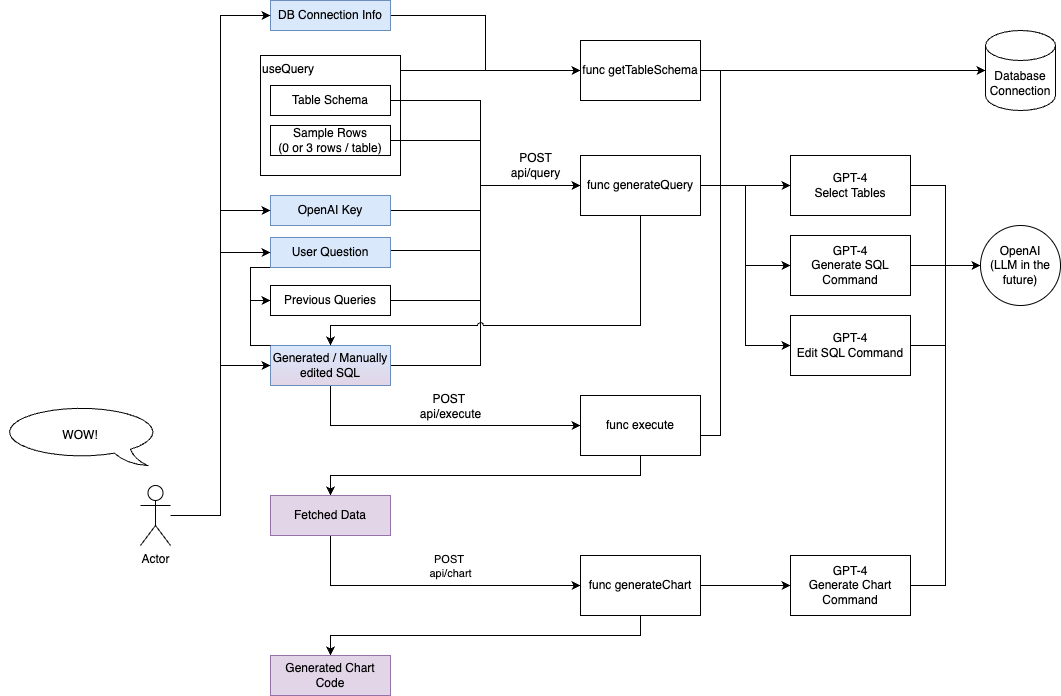 DB Connection Info
useQuery
Table Schema
Sample Rows
(0 or 3 rows / table)
func getTableSchema
Database
Connection
POST
api/query
func generateQuery
GPT-4
Select Tables
OpenAI Key
User Question
GPT-4
Generate SQL
Command
OpenAI
(LLM in the
future)
Previous Queries
GPT-4
Edit SQL Command
Generated / Manually
edited SQL
POST
api/execute
func execute
WOW!
Fetched Data
Actor
POST
api/chart
func generateChart
GPT-4
Generate Chart
Command
Generated Chart
Code